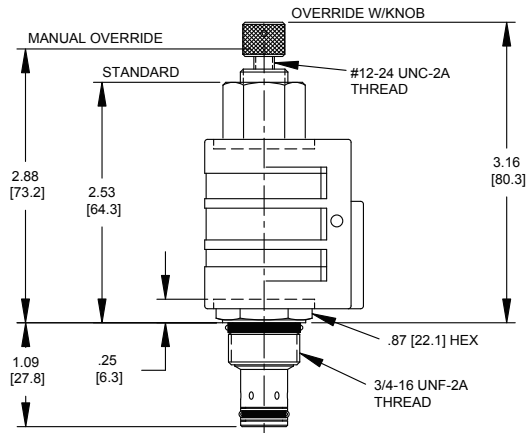 OVERRIDE W/KNOB
MANUAL OVERRIDE
STANDARD
#12-24 UNC-2A
THREAD
2.88
[73.2]
2.53
[64.3]
3.16
[80.3]
.87 [22.1] HEX
1.09
[27.8]
.25
[6.3]
3/4-16 UNF-2A
THREAD